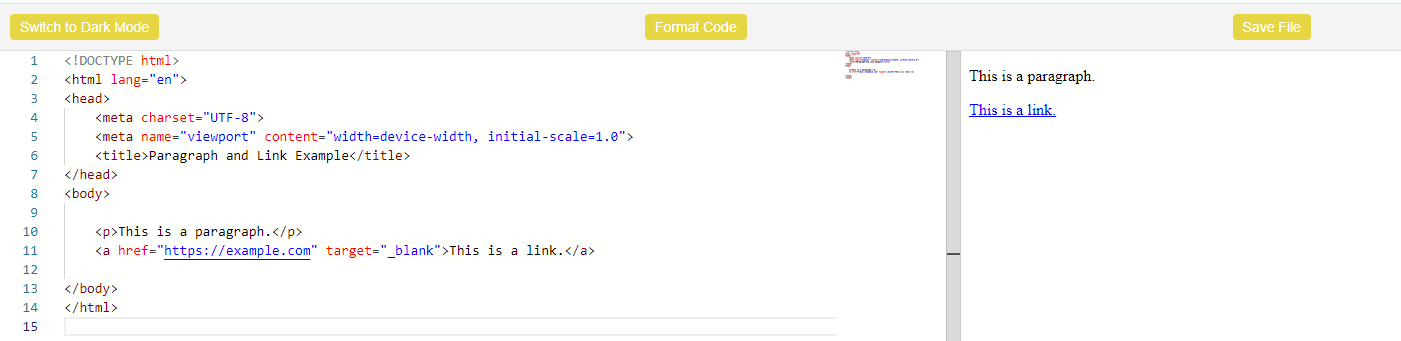 Switch to Dark Mode Format Code Save File
1 <!DOCTYPE html>
2 <html lang="en">
3 <head>
4     <meta charset="UTF-8">
5     <meta name="viewport" content="width=device-width, initial-scale=1.0">
6     <title>Paragraph and Link Example</title>
7 </head>
8 <body>
9
10     <p>This is a paragraph.</p>
11     <a href="https://example.com" target="_blank">This is a link.</a>
12
13 </body>
14 </html>
15
This is a paragraph.
This is a link.